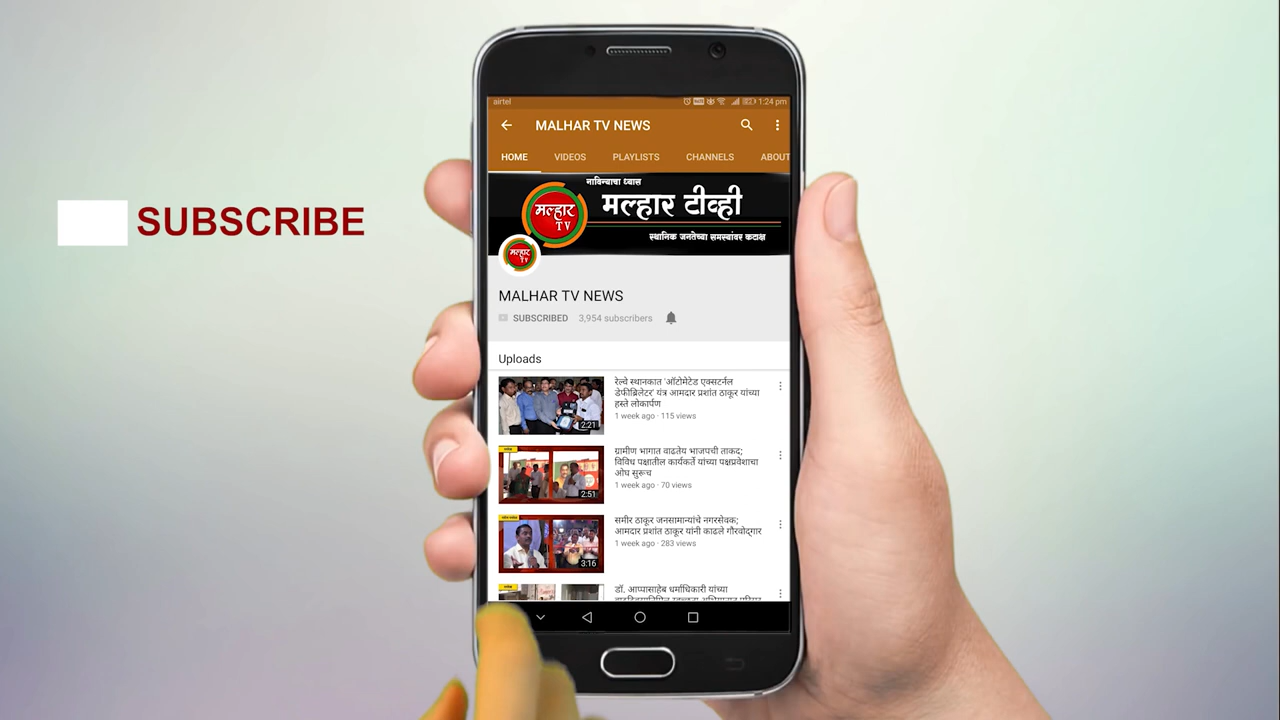 SUBSCRIBE
airtel
1:24 pm
MALHAR TV NEWS
HOME VIDEOS PLAYLISTS CHANNELS ABOUT
नाविन्याचा ध्यास
मल्हार टीव्ही
मल्हार
TV
स्थानिक जनतेच्या समस्यांवर कटाक्ष
मल्हार
TV
MALHAR TV NEWS
SUBSCRIBED 3,954 subscribers
Uploads
रेल्वे स्थानकात 'ऑटोमेटेड एक्सटर्नल
डेफीब्रिलेटर' यंत्र आमदार प्रशांत ठाकूर यांच्या
हस्ते लोकार्पण
1 week ago · 115 views
2:21
ग्रामीण भागात वाढतेय भाजपची ताकद;
विविध पक्षातील कार्यकर्ते यांच्या पक्षप्रवेशाचा
ओघ सुरूच
1 week ago · 70 views
2:51
समीर ठाकूर जनसामान्यांचे नगरसेवक;
आमदार प्रशांत ठाकूर यांनी काढले गौरवोद्गार
1 week ago · 283 views
3:16
डॉ. आप्पासाहेब धर्माधिकारी यांच्या